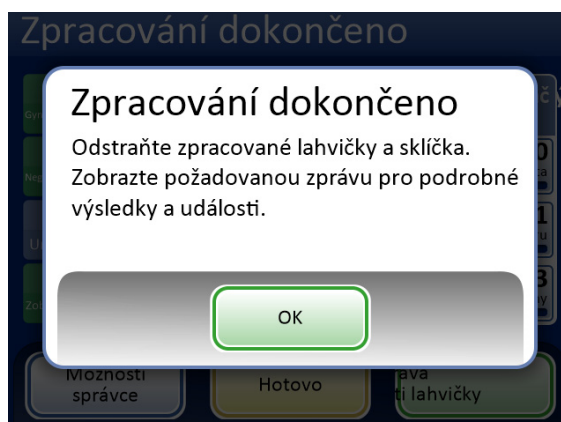 Zpracování dokončeno
Zpracování dokončeno
Odstraňte zpracované lahvičky a sklíčka.
Zobrazte požadovanou zprávu pro podrobné
výsledky a události.
OK
Možnosti
správce
Hotovo
lahvičky